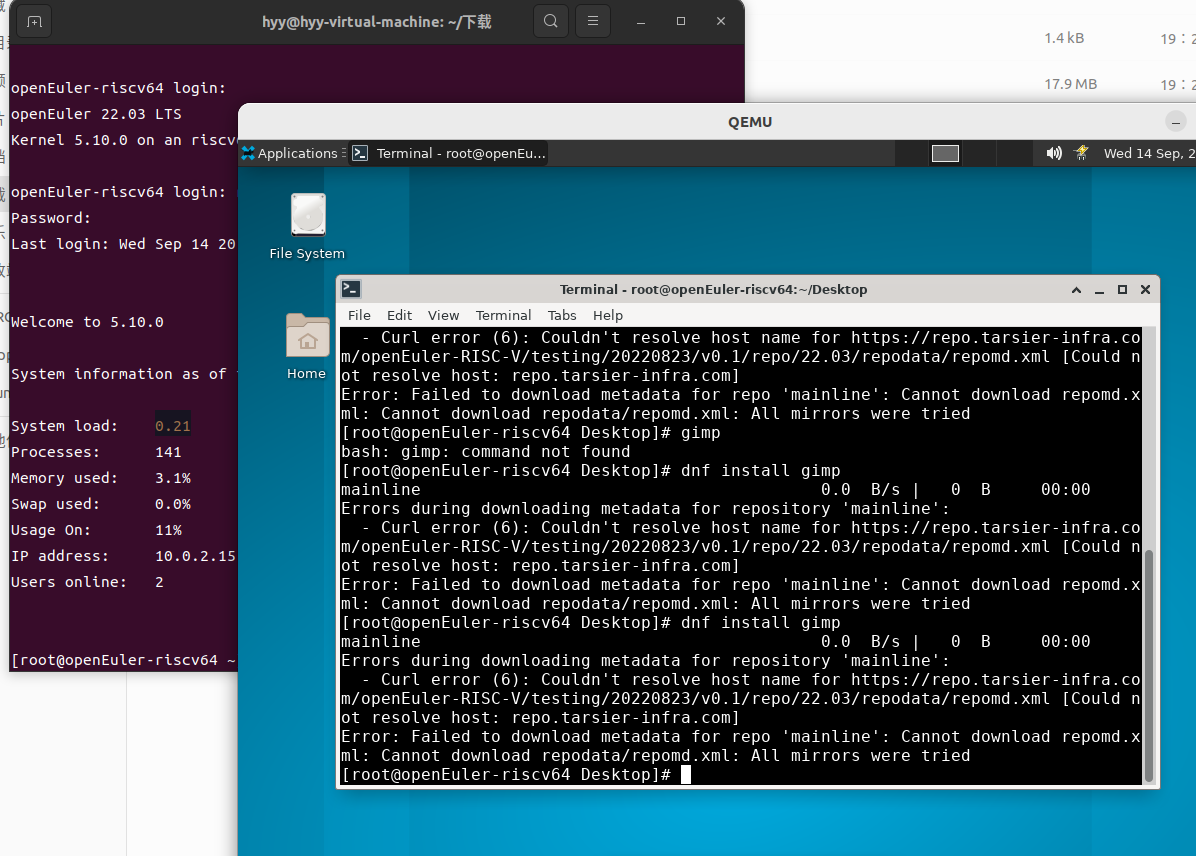 hyy@hyy-virtual-machine: ~/下载
1.4 kB
19：2
17.9 MB
19：2
openEuler-riscv64 login:
openEuler 22.03 LTS
Kernel 5.10.0 on an riscv
openEuler-riscv64 login:
Password:
Last login: Wed Sep 14 20
Welcome to 5.10.0
System information as of
System load: 0.21
Processes: 141
Memory used: 3.1%
Swap used: 0.0%
Usage On: 11%
IP address: 10.0.2.15
Users online: 2
[root@openEuler-riscv64 ~
QEMU
Applications
Terminal - root@openEu...
Wed 14 Sep, 2
File System
Home
Terminal - root@openEuler-riscv64:~/Desktop
File Edit View Terminal Tabs Help
- Curl error (6): Couldn't resolve host name for https://repo.tarsier-infra.co
m/openEuler-RISC-V/testing/20220823/v0.1/repo/22.03/repodata/repomd.xml [Could n
ot resolve host: repo.tarsier-infra.com]
Error: Failed to download metadata for repo 'mainline': Cannot download repomd.x
ml: Cannot download repodata/repomd.xml: All mirrors were tried
[root@openEuler-riscv64 Desktop]# gimp
bash: gimp: command not found
[root@openEuler-riscv64 Desktop]# dnf install gimp
mainline 0.0 B/s | 0 B 00:00
Errors during downloading metadata for repository 'mainline':
- Curl error (6): Couldn't resolve host name for https://repo.tarsier-infra.co
m/openEuler-RISC-V/testing/20220823/v0.1/repo/22.03/repodata/repomd.xml [Could n
ot resolve host: repo.tarsier-infra.com]
Error: Failed to download metadata for repo 'mainline': Cannot download repomd.x
ml: Cannot download repodata/repomd.xml: All mirrors were tried
[root@openEuler-riscv64 Desktop]# dnf install gimp
mainline 0.0 B/s | 0 B 00:00
Errors during downloading metadata for repository 'mainline':
- Curl error (6): Couldn't resolve host name for https://repo.tarsier-infra.co
m/openEuler-RISC-V/testing/20220823/v0.1/repo/22.03/repodata/repomd.xml [Could n
ot resolve host: repo.tarsier-infra.com]
Error: Failed to download metadata for repo 'mainline': Cannot download repomd.x
ml: Cannot download repodata/repomd.xml: All mirrors were tried
[root@openEuler-riscv64 Desktop]#